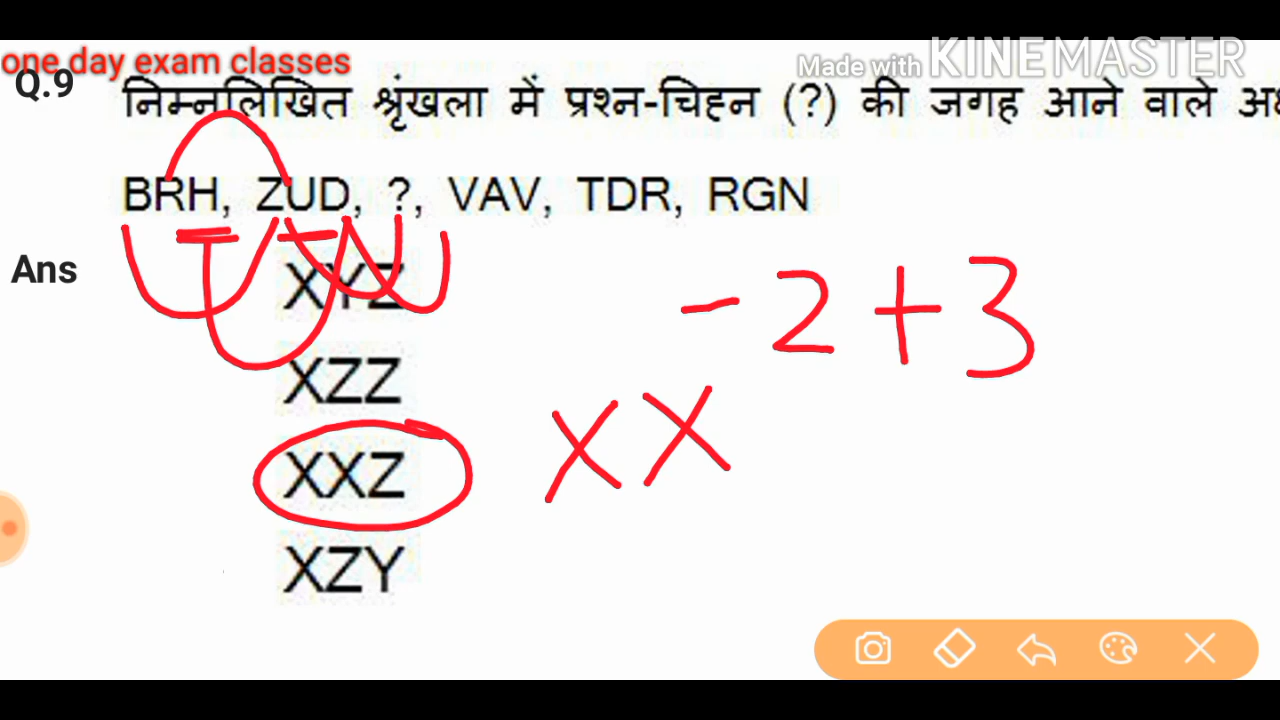 one day exam classes
Made with KINEMASTER
Q.9
निम्नलिखित श्रृंखला में प्रश्न-चिह्न (?) की जगह आने वाले
BRH, ZUD, ?, VAV, TDR, RGN
Ans
XYZ
-2+3
XZZ
XXZ
XX
XZY